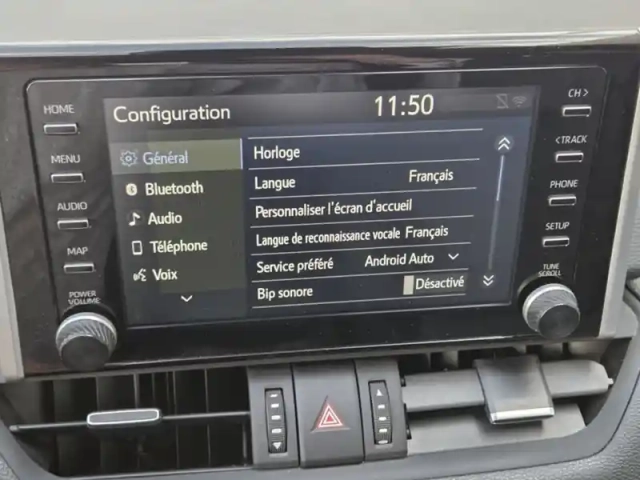 HOME
MENU
AUDIO
MAP
POWER
VOLUME
Configuration
11:50
Général
Bluetooth
Audio
Téléphone
Voix
Horloge
Langue Français
Personnaliser l'écran d'accueil
Langue de reconnaissance vocale Français
Service préféré Android Auto
Bip sonore Désactivé
CH >
< TRACK
PHONE
SETUP
TUNE
SCROLL